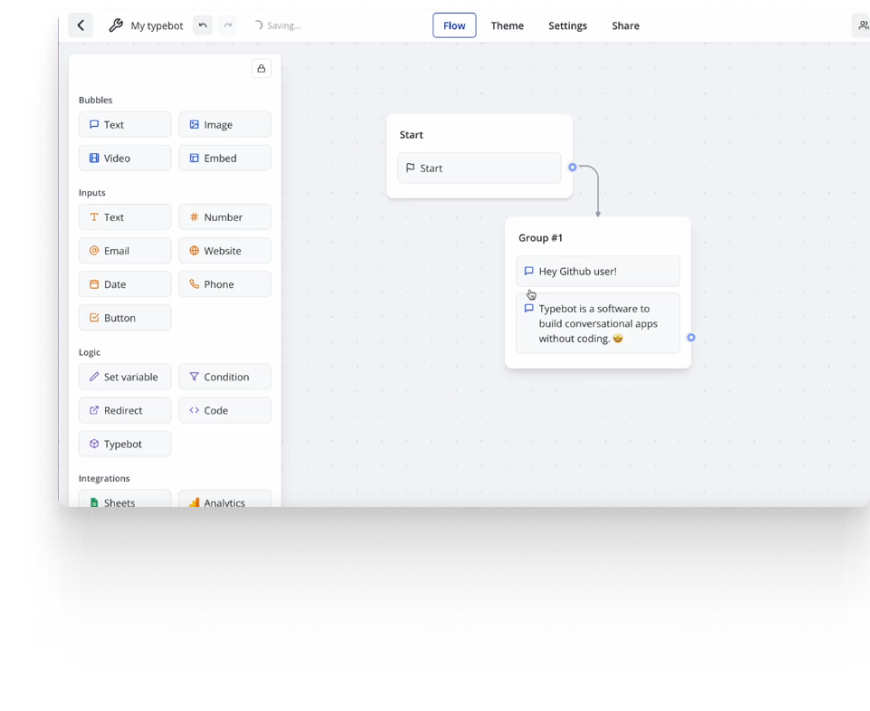 My typebot
Saving...
Flow
Theme
Settings
Share
Bubbles
Text
Image
Video
Embed
Inputs
Text
Number
Email
Website
Date
Phone
Button
Logic
Set variable
Condition
Redirect
Code
Typebot
Integrations
Sheets
Analytics
Start
Start
Group #1
Hey Github user!
Typebot is a software to
build conversational apps
without coding. 🤩